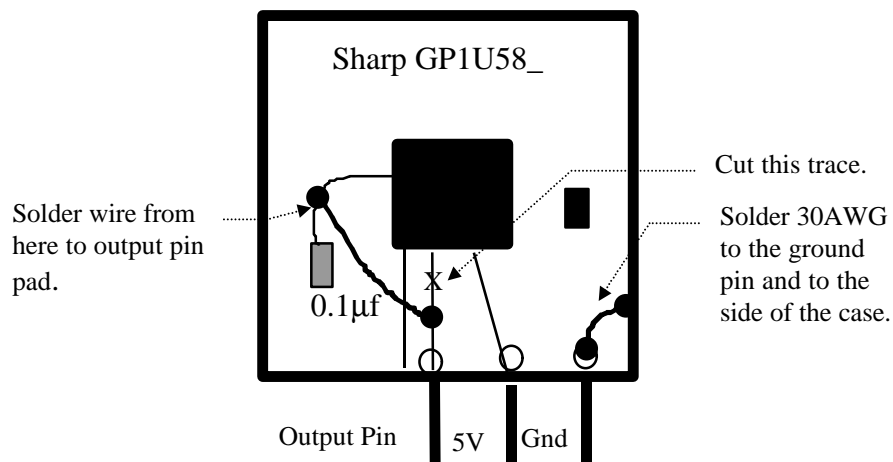 Sharp GP1U58_
Cut this trace.
Solder wire from
here to output pin
pad.
Solder 30AWG
to the ground
pin and to the
side of the case.
X
0.1μf
Output Pin
5V
Gnd